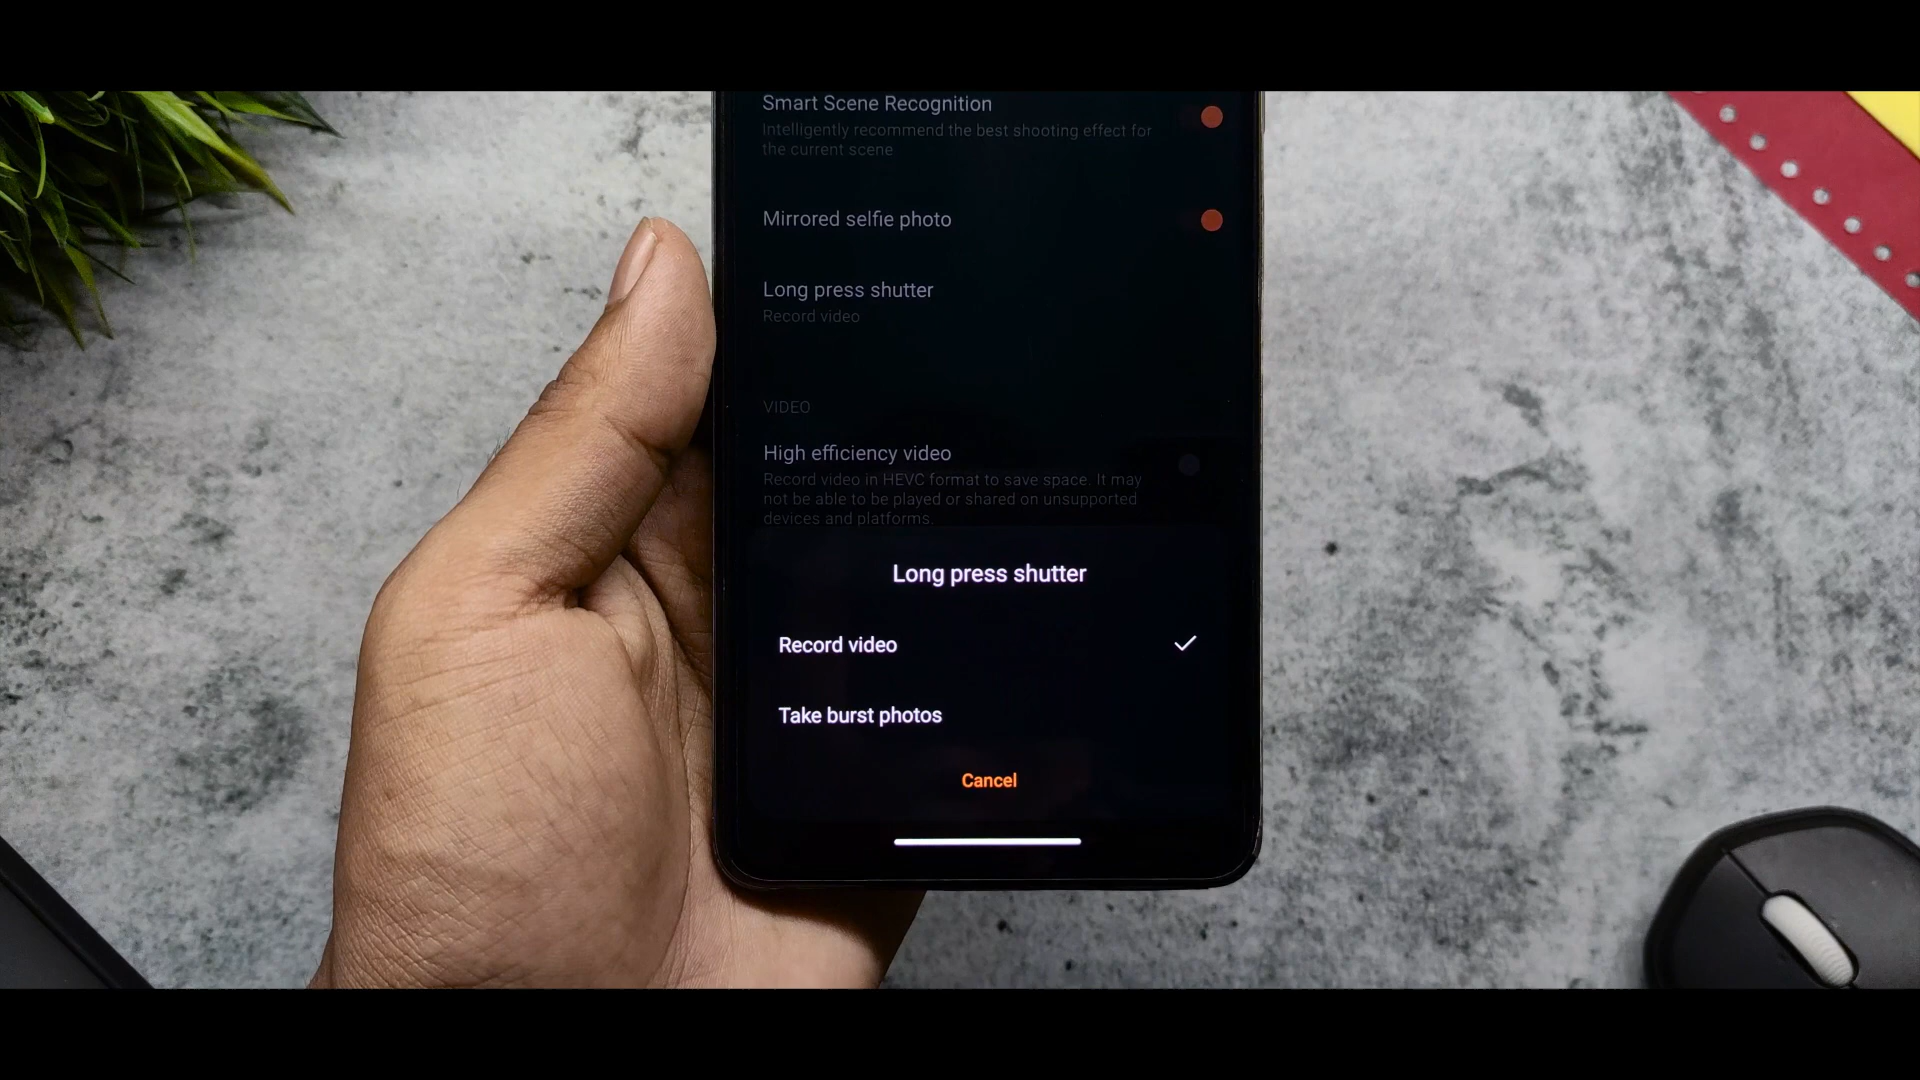 Smart Scene Recognition
Intelligently recommend the best shooting effect for
the current scene
Mirrored selfie photo
Long press shutter
Record video
VIDEO
High efficiency video
Record video in HEVC format to save space. It may
not be able to be played or shared on unsupported
devices and platforms.
Long press shutter
Record video
Take burst photos
Cancel